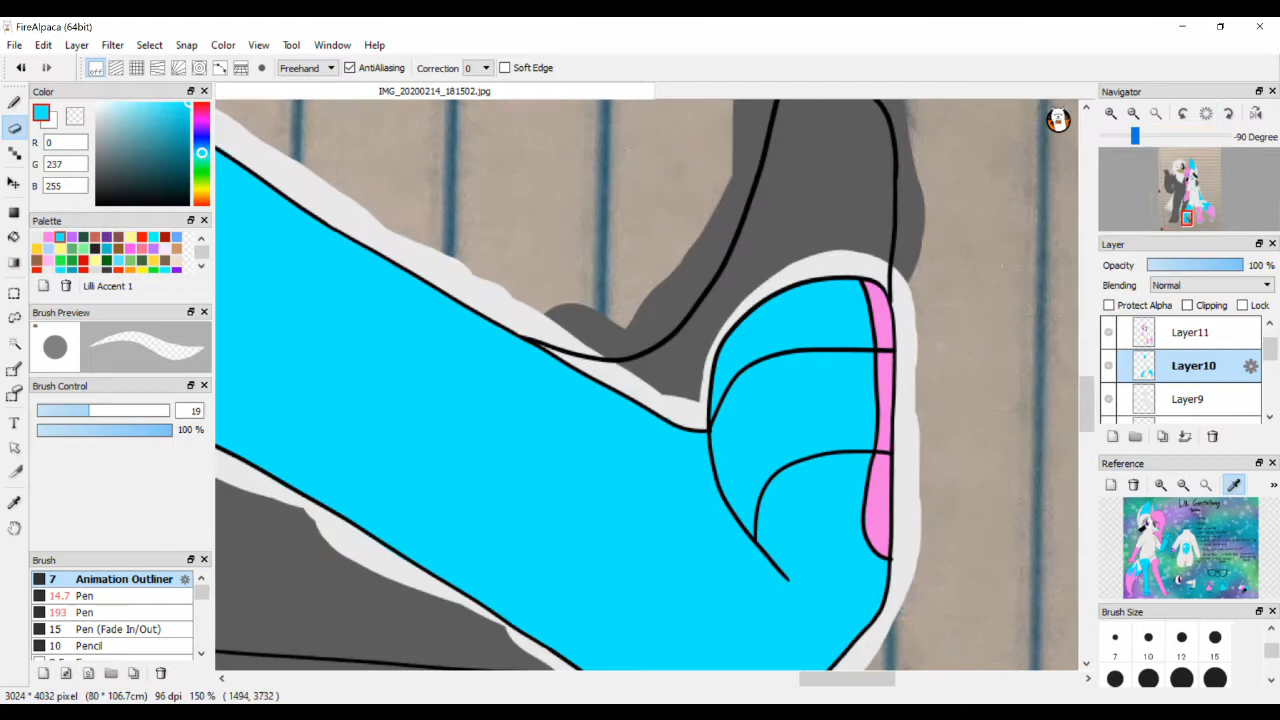 FireAlpaca (64bit)
File Edit Layer Filter Select Snap Color View Tool Window Help
off Freehand AntiAliasing Correction 0 Soft Edge
Color
IMG_20200214_181502.jpg
Navigator
R 0
G 237
B 255
-90 Degree
Palette
Lilli Accent 1
Layer
Opacity 100 %
Blending Normal
Protect Alpha Clipping Lock
Brush Preview
Layer11
Layer10
Layer9
Brush Control
19
100 %
Reference
Brush
7 Animation Outliner
14.7 Pen
193 Pen
15 Pen (Fade In/Out)
10 Pencil
Brush Size
7 10 12 15
3024 * 4032 pixel (80 * 106.7cm) 96 dpi 150 % ( 1494, 3732 )